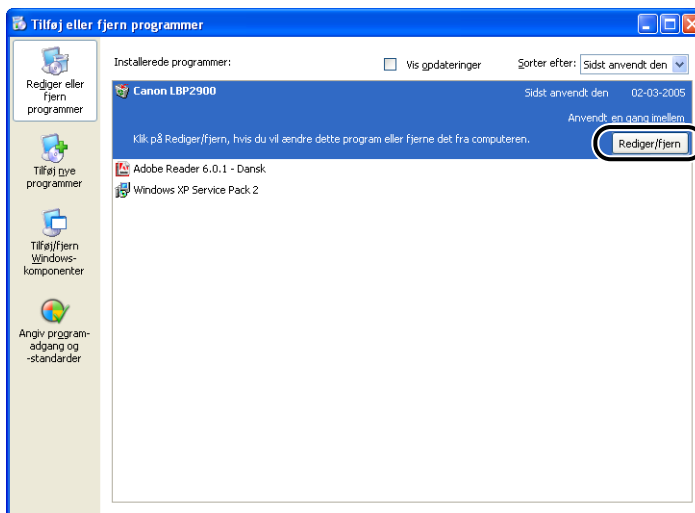 Tilføj eller fjern programmer
Rediger eller
fjern
programmer
Tilføj nye
programmer
Tilføj/fjern
Windows-
komponenter
Angiv program-
adgang og
-standarder
Installerede programmer:
Vis opdateringer
Sorter efter:
Sidst anvendt den
Canon LBP2900
Sidst anvendt den 02-03-2005
Anvendt en gang imellem
Klik på Rediger/fjern, hvis du vil ændre dette program eller fjerne det fra computeren.
Rediger/fjern
Adobe Reader 6.0.1 - Dansk
Windows XP Service Pack 2